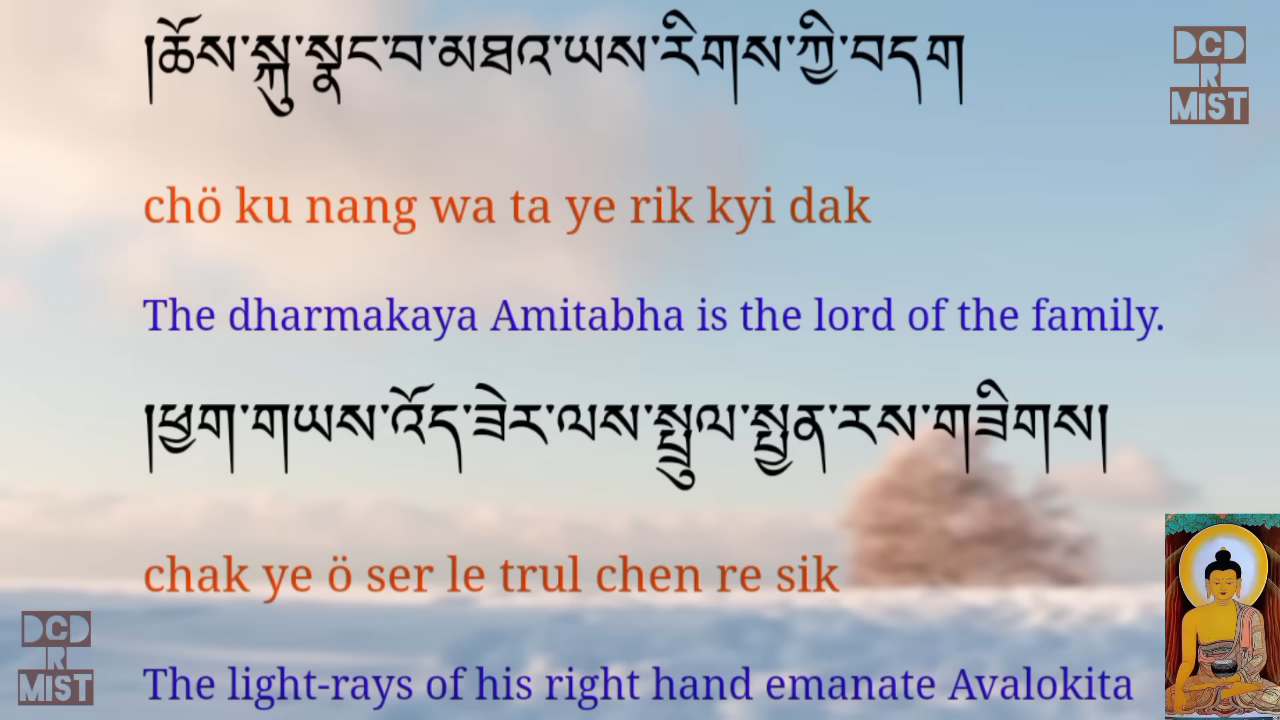 །ཆོས་སྐུ་སྣང་བ་མཐའ་ཡས་རིགས་ཀྱི་བདག
chö ku nang wa ta ye rik kyi dak
The dharmakaya Amitabha is the lord of the family.
།ཕྱག་གཡས་འོད་ཟེར་ལས་སྤྲུལ་སྤྱན་རས་གཟིགས།
chak ye ö ser le trul chen re sik
The light-rays of his right hand emanate Avalokita
DCD
R
MIST
DCD
R
MIST